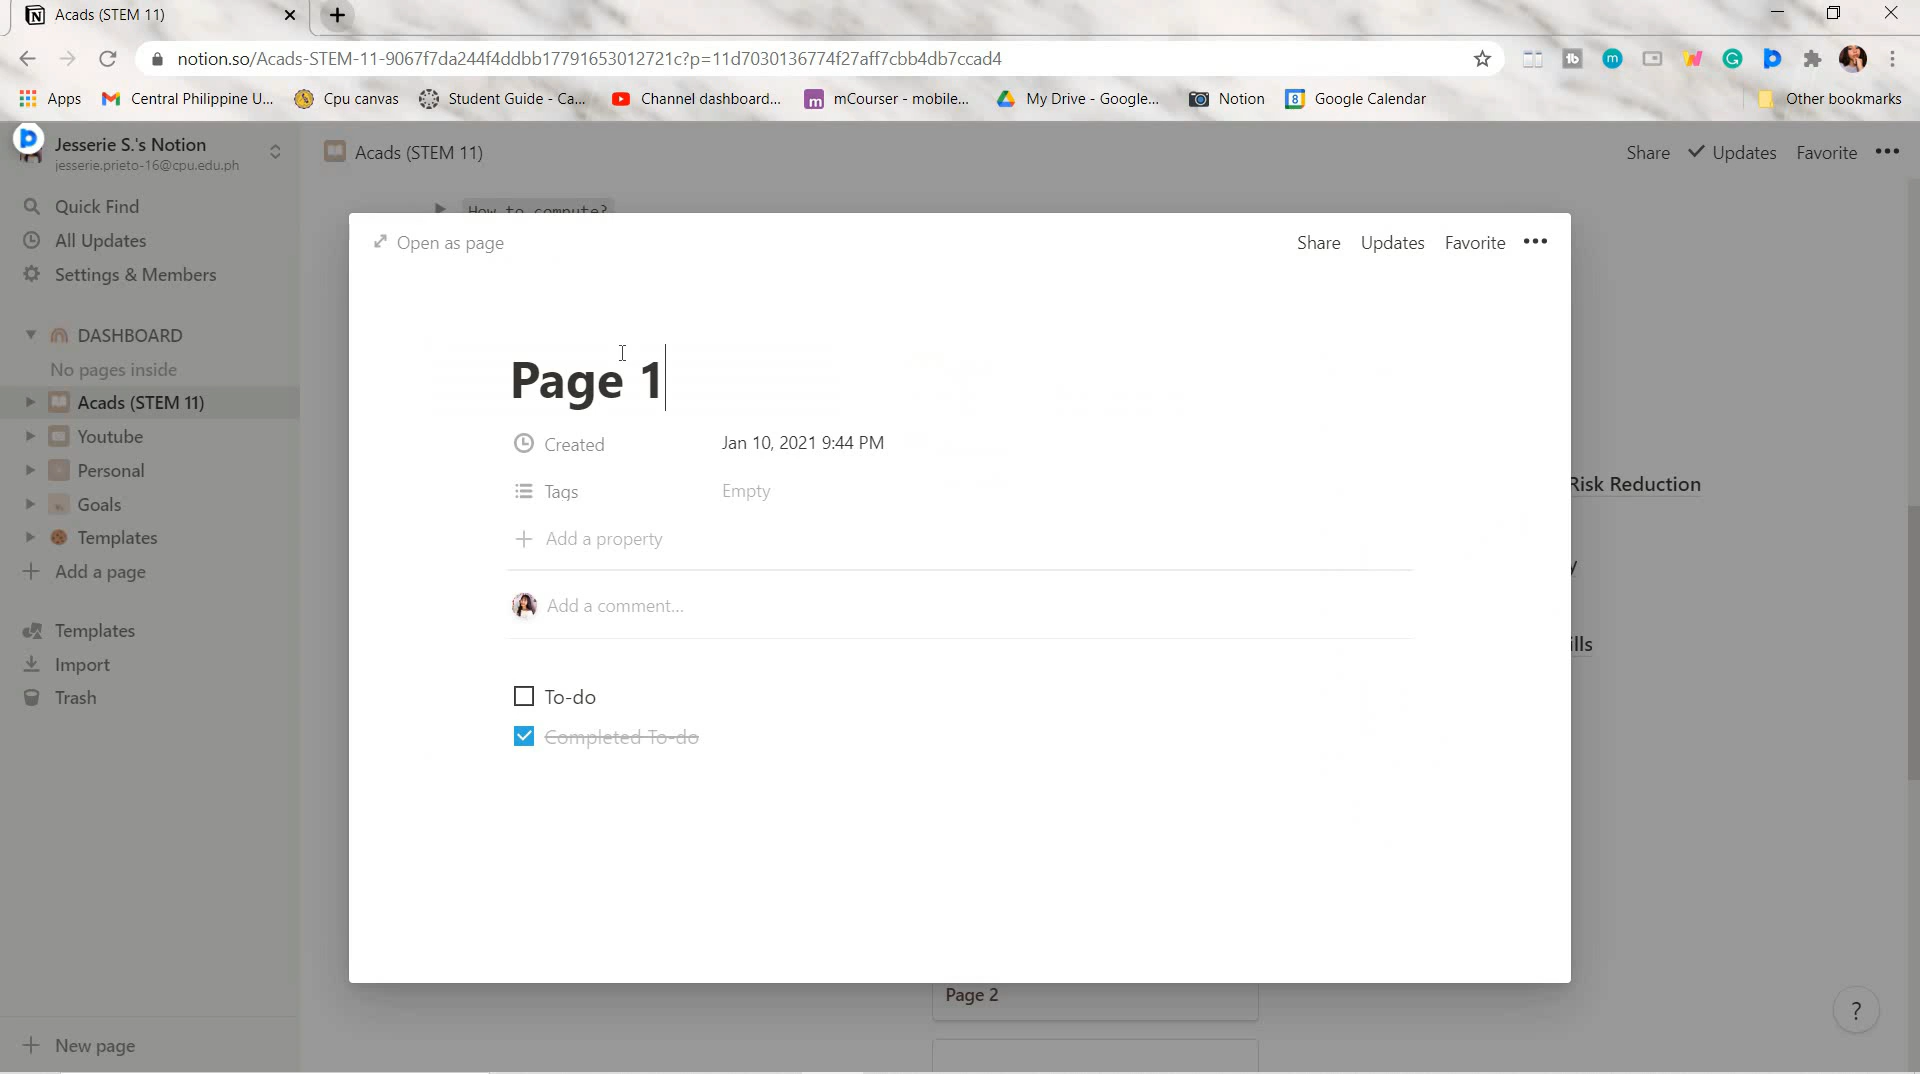 Acads (STEM 11)
notion.so/Acads-STEM-11-9067f7da244f4ddbb17791653012721c?p=11d7030136774f27aff7cbb4db7ccad4
Apps
Central Philippine U...
Cpu canvas
Student Guide - Ca...
Channel dashboard...
mCourser - mobile...
My Drive - Google...
Notion
Google Calendar
Other bookmarks
Jesserie S.'s Notion
jesserie.prieto-16@cpu.edu.ph
Acads (STEM 11)
Share
Updates
Favorite
Quick Find
All Updates
Settings & Members
DASHBOARD
No pages inside
Acads (STEM 11)
Youtube
Personal
Goals
Templates
Add a page
Templates
Import
Trash
New page
How to compute?
Open as page
Share
Updates
Favorite
Page 1
Created
Jan 10, 2021 9:44 PM
Tags
Empty
Add a property
Add a comment...
To-do
Completed To-do
Risk Reduction
y
ills
Page 2
?